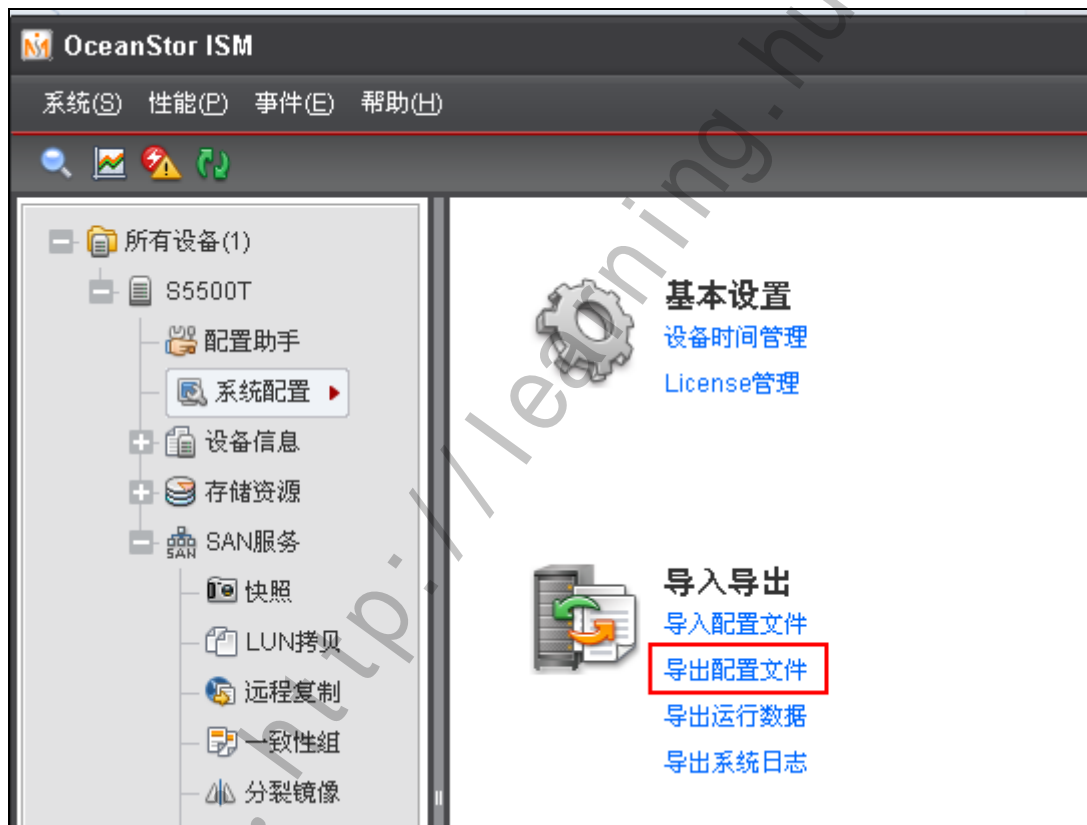 OceanStor ISM
系统(S) 性能(P) 事件(E) 帮助(H)
所有设备(1)
S5500T
配置助手
系统配置
设备信息
存储资源
SAN
SAN服务
快照
LUN拷贝
远程复制
一致性组
分裂镜像
基本设置
设备时间管理
License管理
导入导出
导入配置文件
导出配置文件
导出运行数据
导出系统日志
http://learning.hu